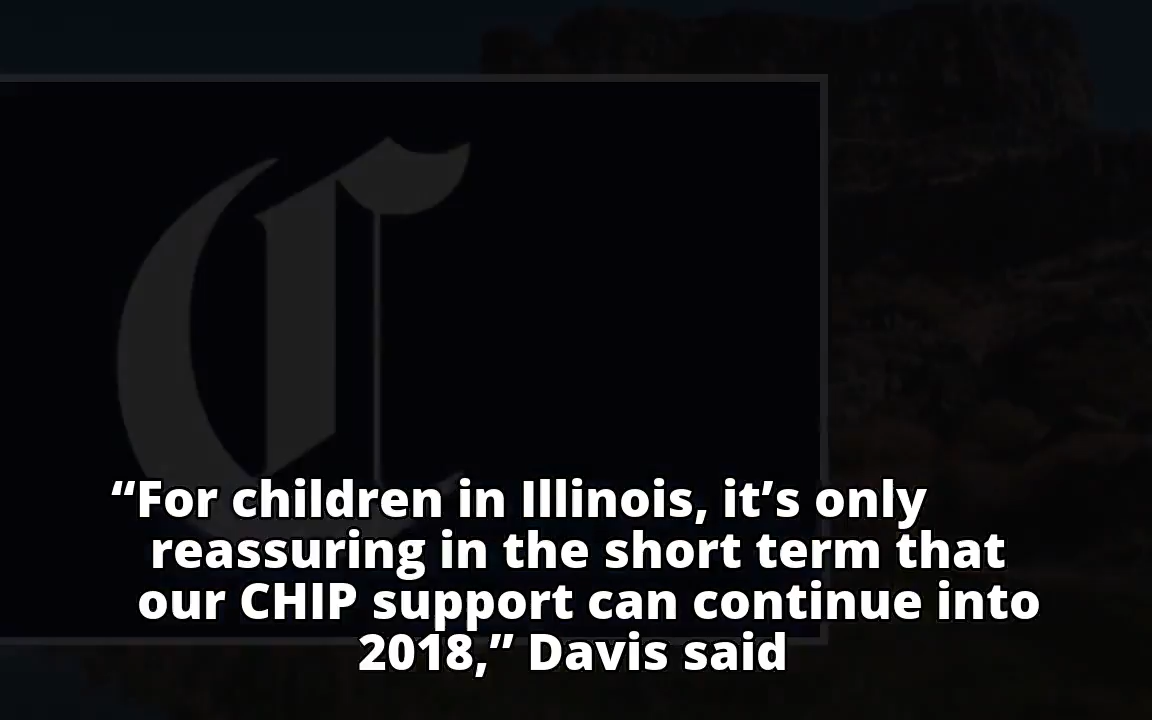 “For children in Illinois, it’s only
reassuring in the short term that
our CHIP support can continue into
2018,” Davis said